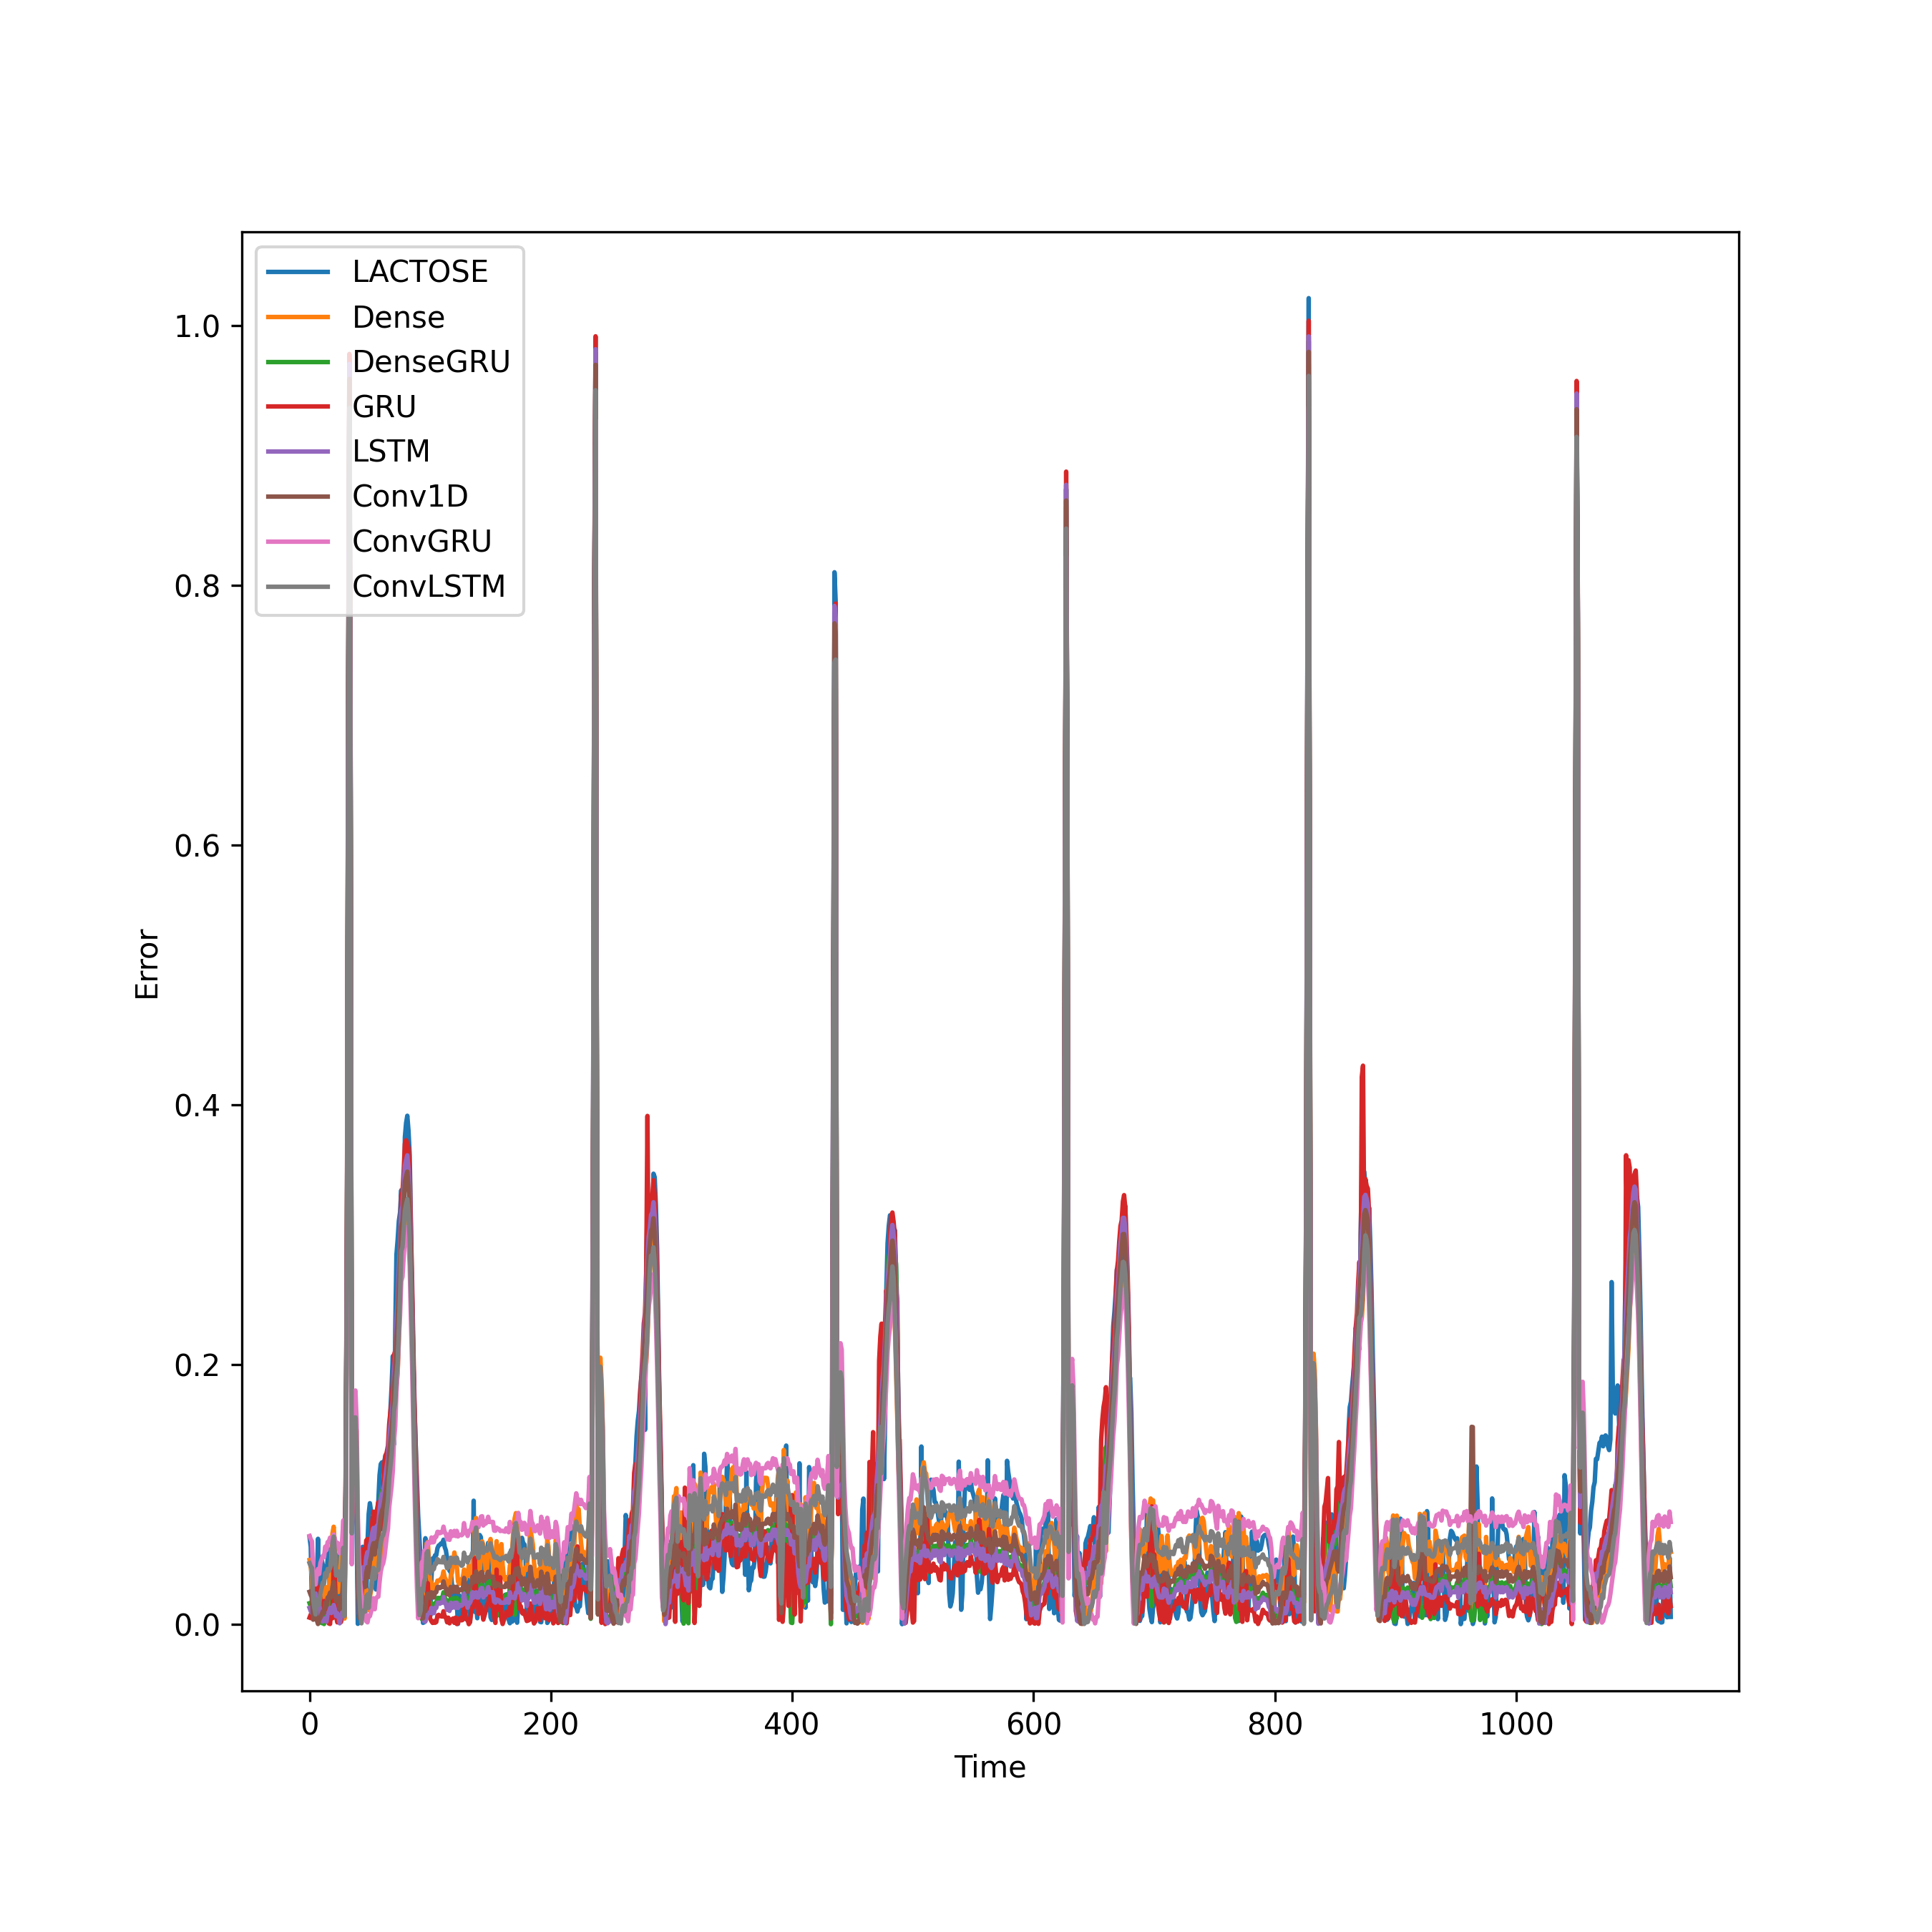 LACTOSE
Dense
DenseGRU
GRU
LSTM
Conv1D
ConvGRU
ConvLSTM
1.0
0.8
0.6
0.4
0.2
0.0
Error
0 200 400 600 800 1000
Time